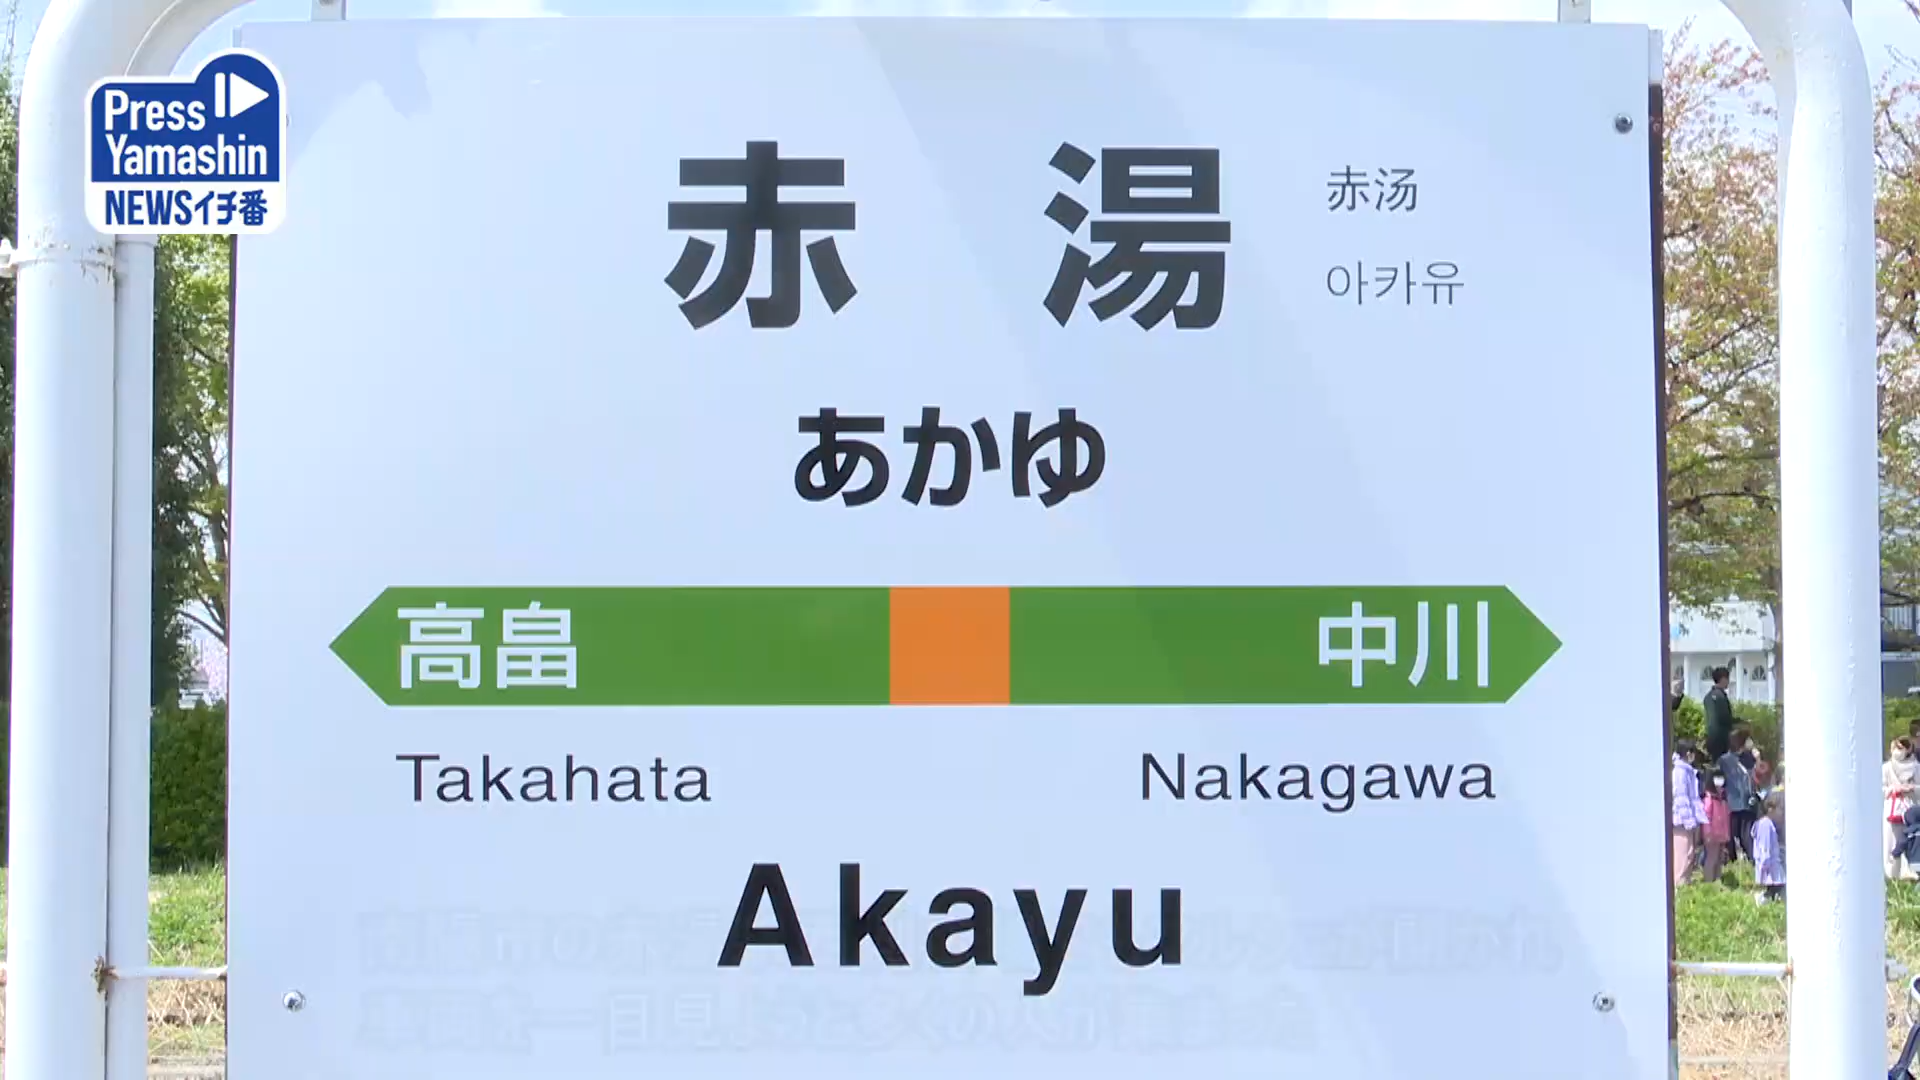 Press
Yamashin
NEWSイチ番
赤湯
赤汤
아카유
あかゆ
高畠
中川
Takahata
Nakagawa
Akayu